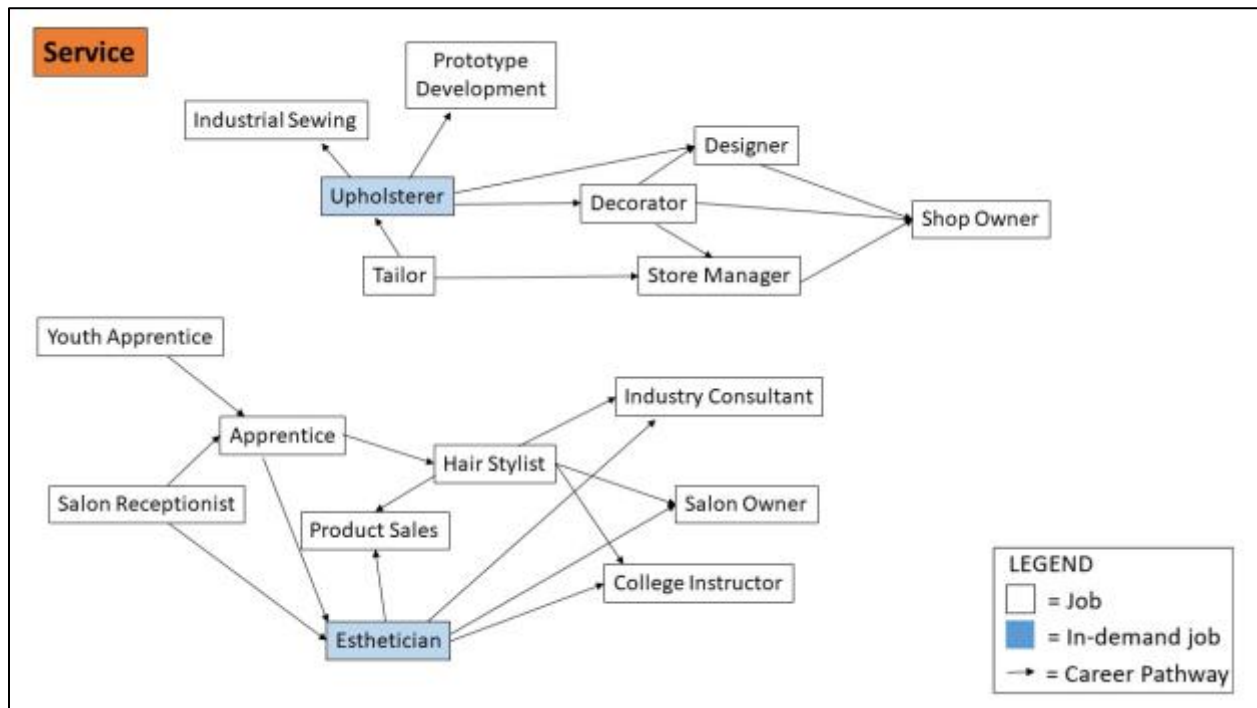 Service
Prototype
Development
Industrial Sewing
Designer
Upholsterer
Decorator
Shop Owner
Tailor
Store Manager
Youth Apprentice
Industry Consultant
Apprentice
Hair Stylist
Salon Receptionist
Salon Owner
Product Sales
College Instructor
Esthetician
LEGEND
= Job
= In-demand job
= Career Pathway